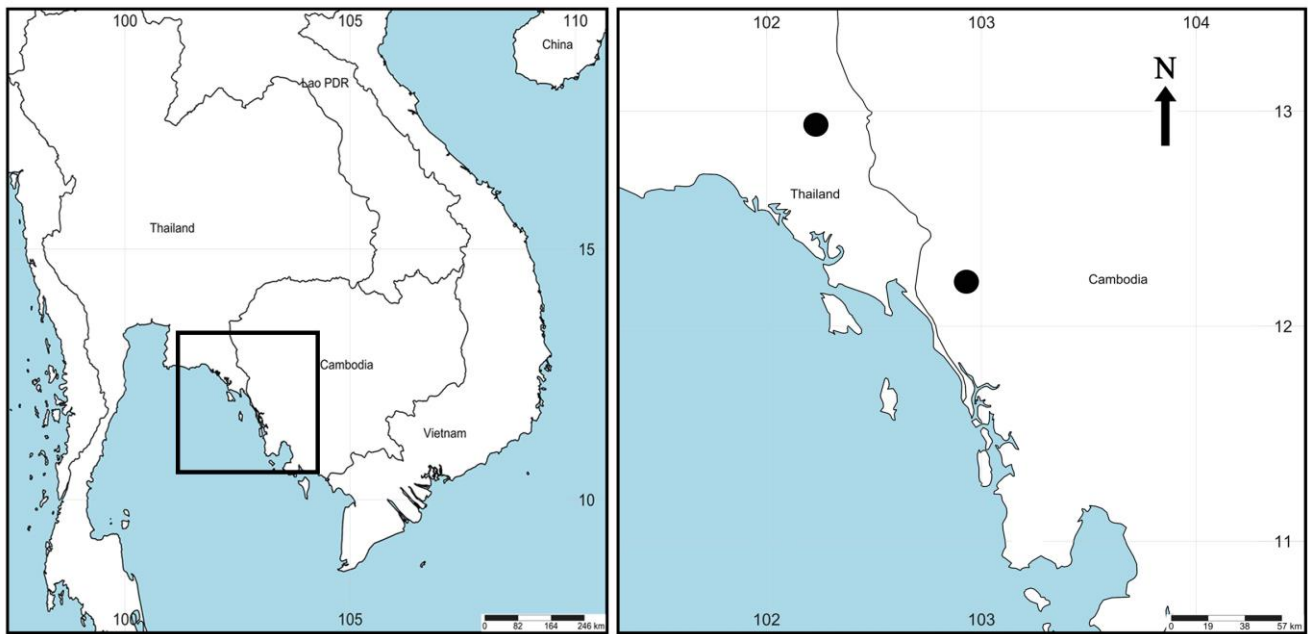 100 105 110
China
Lao PDR
Thailand
15
Cambodia
Vietnam
10
100 105
0 82 164 246 km
102 103 104
N
13
Thailand
Cambodia
12
11
102 103
0 19 38 57 km